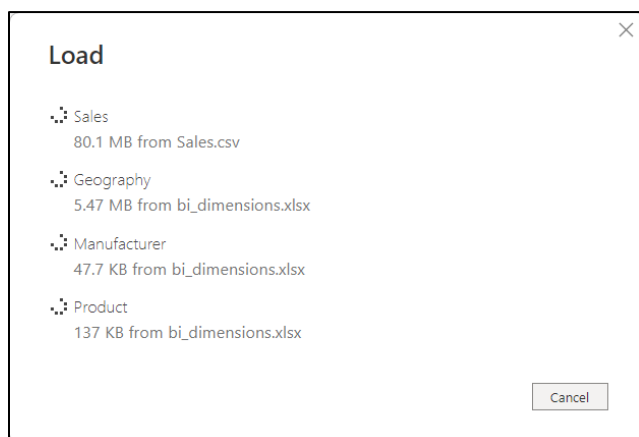 Load
Sales
80.1 MB from Sales.csv
Geography
5.47 MB from bi_dimensions.xlsx
Manufacturer
47.7 KB from bi_dimensions.xlsx
Product
137 KB from bi_dimensions.xlsx
Cancel